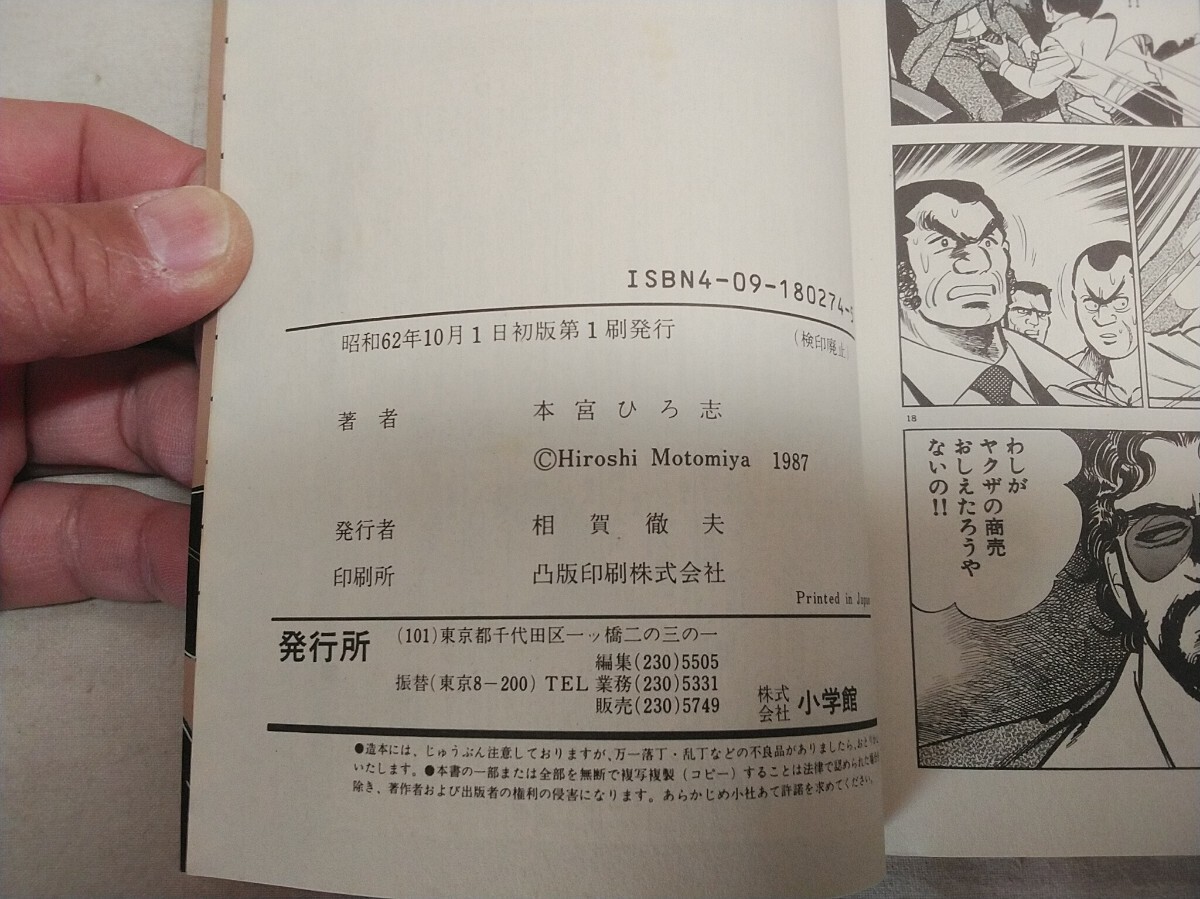 ISBN4-09-180274-
昭和62年10月1日初版第1刷発行
(検印廃止)
著者 本宮ひろ志
©Hiroshi Motomiya 1987
発行者 相賀徹夫
印刷所 凸版印刷株式会社
Printed in Japan
発行所
(101)東京都千代田区一ッ橋二の三の一
編集(230)5505
振替(東京8-200) TEL 業務(230)5331
販売(230)5749
株式会社 小学館
●造本には、じゅうぶん注意しておりますが、万一落丁・乱丁などの不良品がありましたら、
いたします。●本書の一部または全部を無断で複写複製(コピー)することは法律で認められた
除き、著作者および出版者の権利の侵害になります。あらかじめ小社あて許諾を求めてください。
!!
18
わしが
ヤクザの商売
おしえたろうや
ないの!!